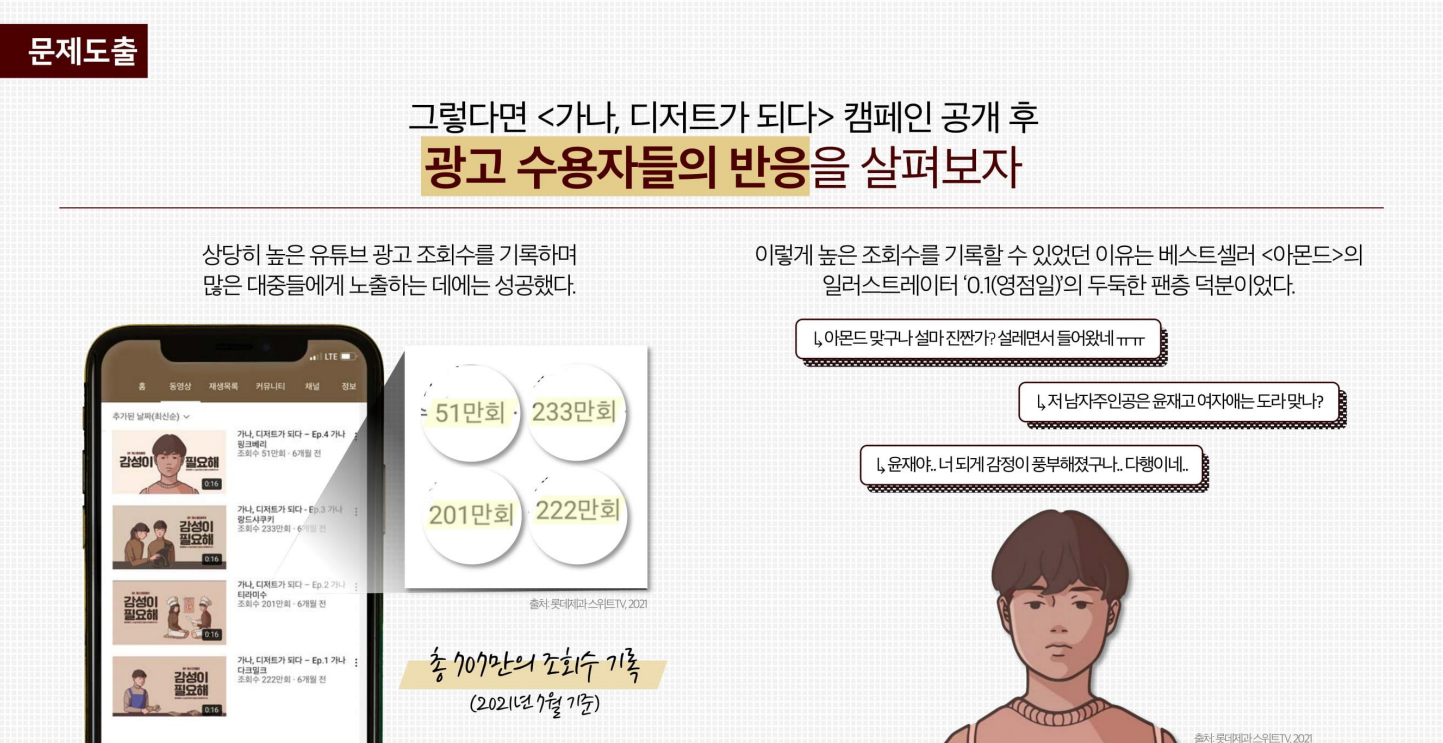 문제도출
그렇다면 <가나, 디저트가 되다> 캠페인 공개 후
광고 수용자들의 반응을 살펴보자
상당히 높은 유튜브 광고 조회수를 기록하며
많은 대중들에게 노출하는 데에는 성공했다.
LTE
홈 동영상 재생목록 커뮤니티 채널 정보
추가된 날짜(최신순)
감성이 필요해
0:16
가나, 디저트가 되다 – Ep.4 가나
핑크베리
조회수 51만회 · 6개월 전
감성이
필요해
0:16
가나, 디저트가 되다 - Ep.3 가나
랑드샤쿠키
조회수 233만회 · 6개월 전
감성이
필요해
0:16
가나, 디저트가 되다 – Ep.2 가나
티라미수
조회수 201만회 · 6개월 전
감성이
필요해
0:16
가나, 디저트가 되다 – Ep.1 가나
다크밀크
조회수 222만회 · 6개월 전
51만회 · 233만회 ·
201만회 222만회
출처: 롯데제과 스위트TV, 2021
총 707만의 조회수 기록
(2021년 7월 기준)
이렇게 높은 조회수를 기록할 수 있었던 이유는 베스트셀러 <아몬드>의
일러스트레이터 ‘0.1(영점일)’의 두둑한 팬층 덕분이었다.
↳ 아몬드 맞구나 설마 진짠가? 설레면서 들어왔네 ㅠㅠ
↳ 저 남자주인공은 윤재고 여자애는 도라 맞나?
↳ 윤재야.. 너 되게 감정이 풍부해졌구나.. 다행이네..
출처: 롯데제과 스위트TV, 2021